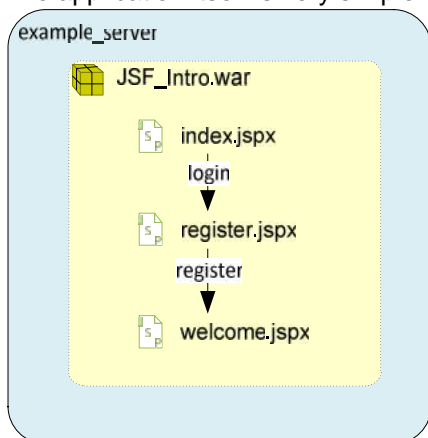 example_server
JSF_Intro.war
index.jspx
login
register.jspx
register
welcome.jspx